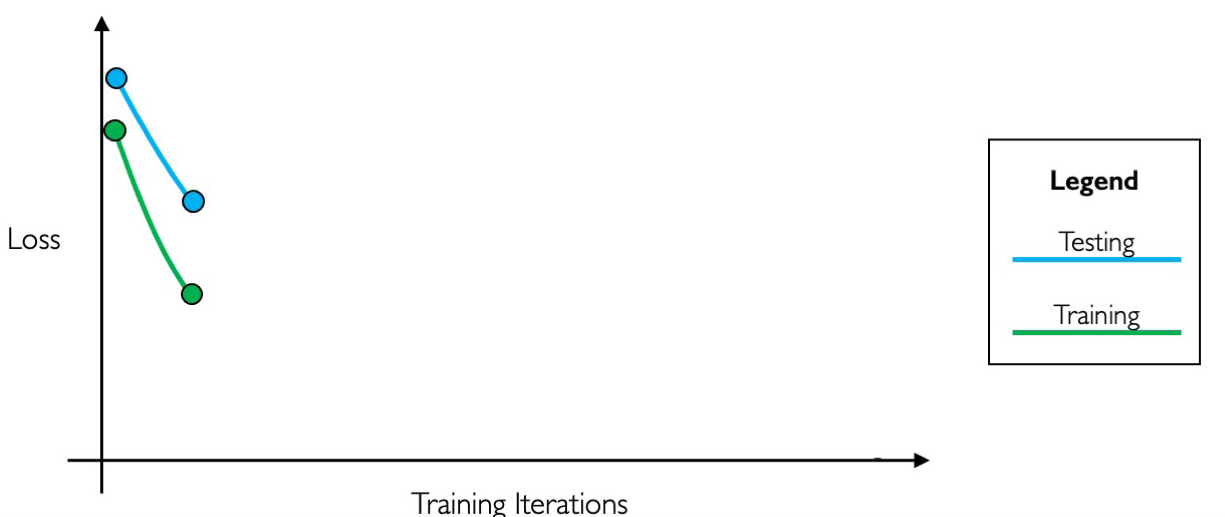 Loss
Training Iterations
Legend
Testing
Training